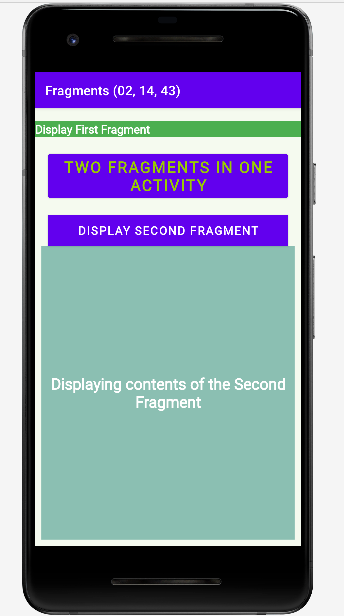 Fragments (02, 14, 43)
Display First Fragment
TWO FRAGMENTS IN ONE
ACTIVITY
DISPLAY SECOND FRAGMENT
Displaying contents of the Second
Fragment